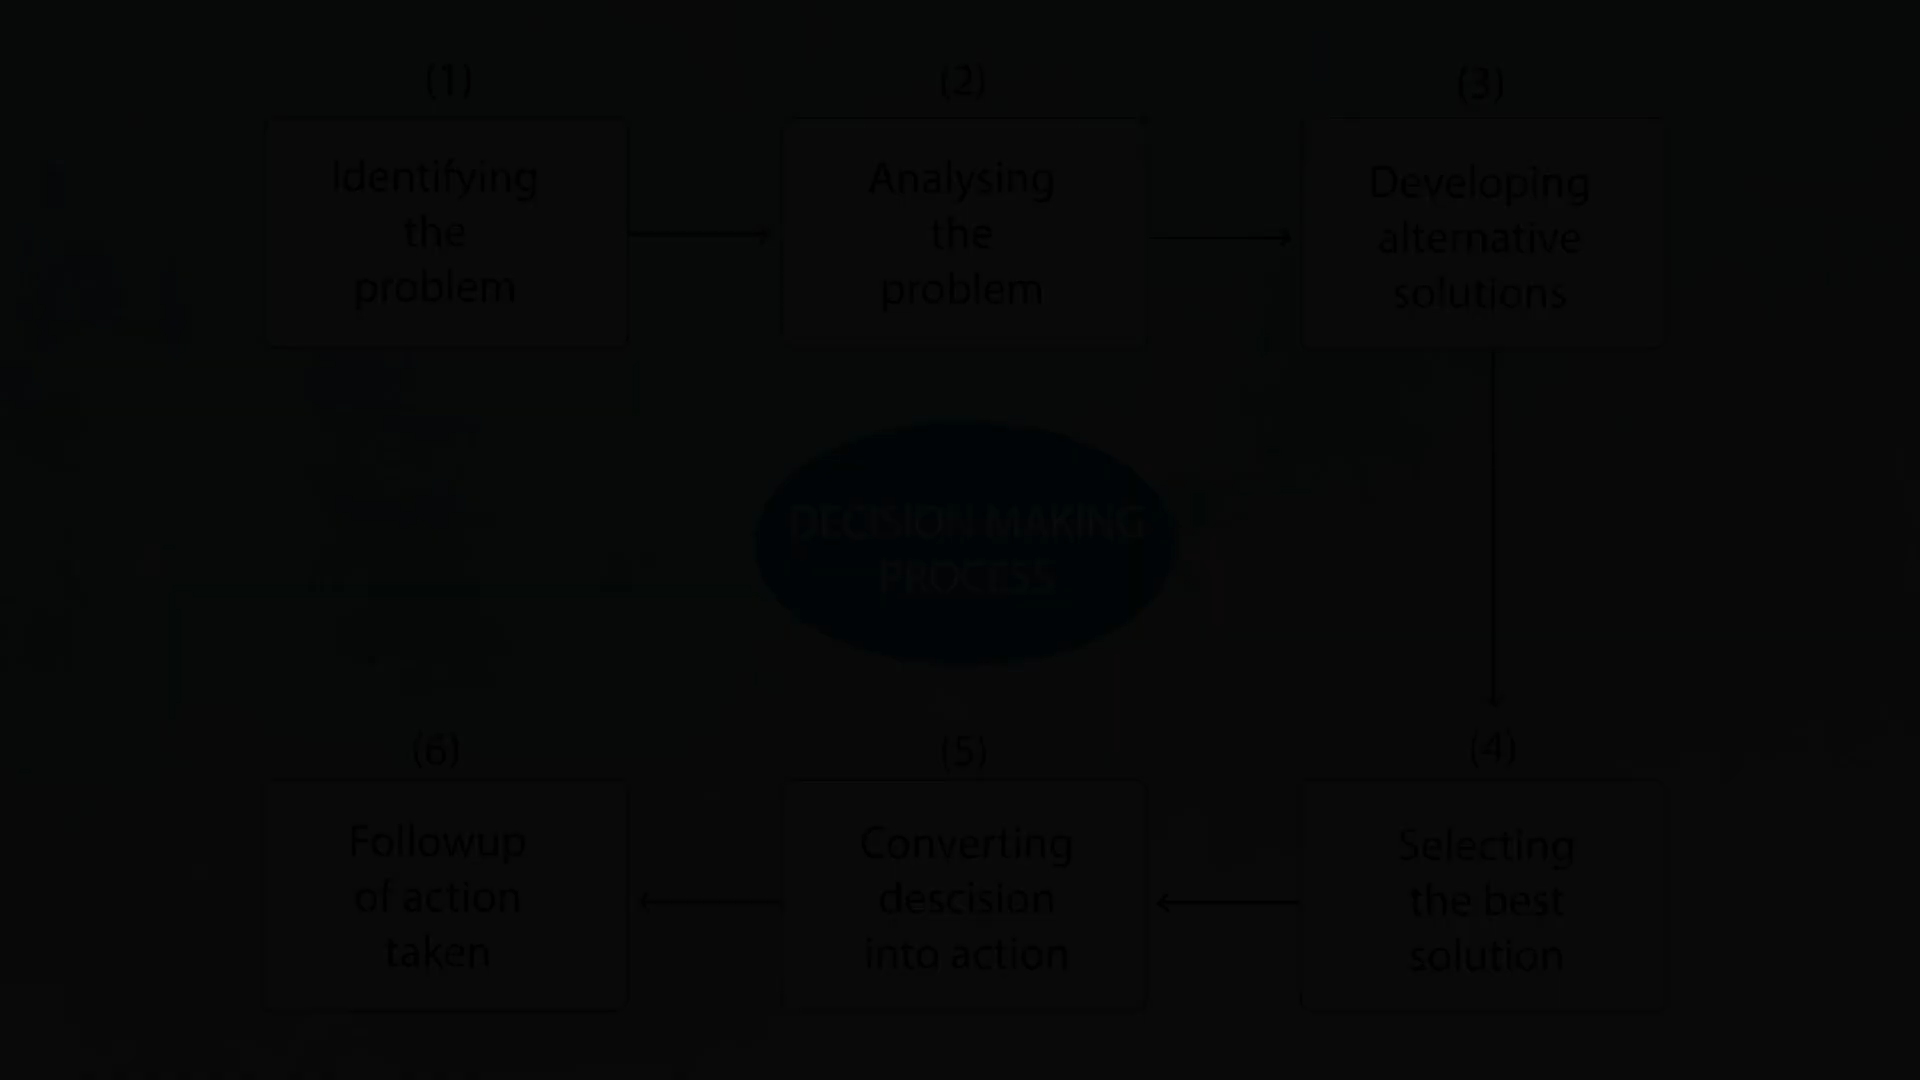 (1)
Identifying
the
problem
(2)
Analysing
the
problem
(3)
Developing
alternative
solutions
DECISION MAKING
PROCESS
(4)
Selecting
the best
solution
(5)
Converting
descision
into action
(6)
Followup
of action
taken